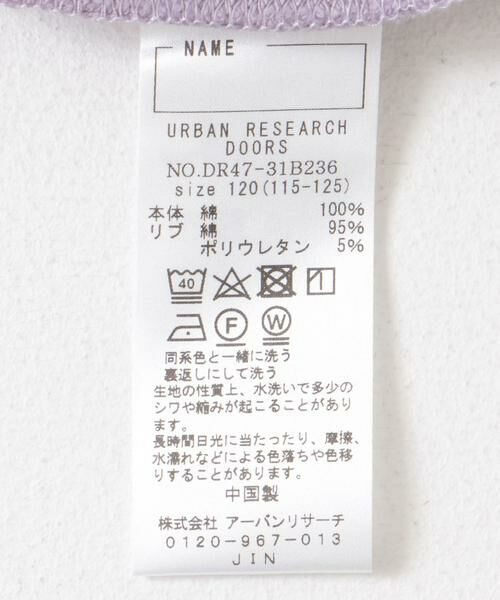 NAME
URBAN RESEARCH
DOORS
NO.DR47-31B236
size 120(115-125)
本体 綿 100%
リブ 綿 95%
ポリウレタン 5%
40
F W
同系色と一緒に洗う
裏返しにして洗う
生地の性質上、水洗いで多少の
シワや縮みが起こることがあり
ます。
長時間日光に当たったり、摩擦、
水濡れなどによる色落ちや色移
りすることがあります。
中国製
株式会社 アーバンリサーチ
0120-967-013
JIN